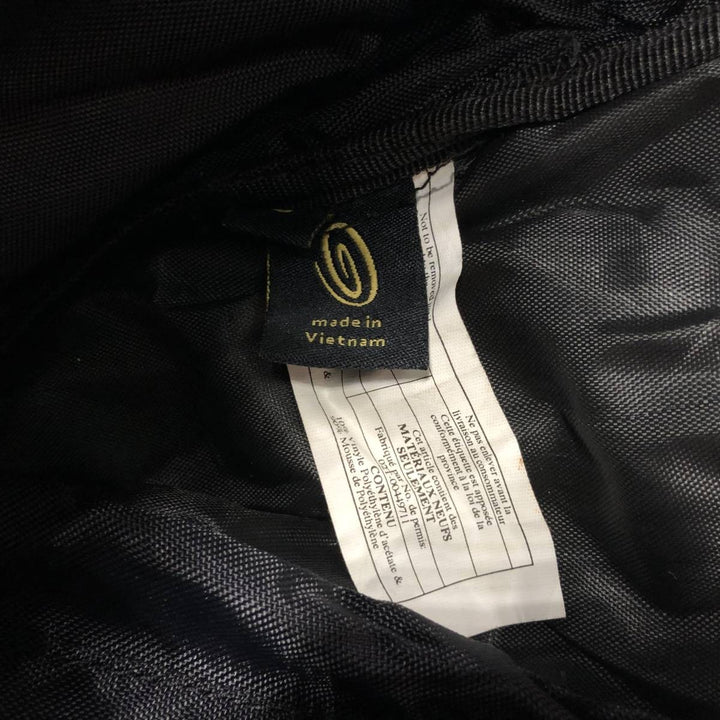 made in
Vietnam
Not to be removed
Ne pas enlever avant la
livraison au consommateur
Cette étiquette est apposée
conformément à la loi de la
province
Cet article contient des
MATÉRIAUX NEUFS
SEULEMENT
Fabriqué par No. de permis:
CONTENU
Vinyle Polyéthylène d'acétate &
Mousse de Polyéthylène
&